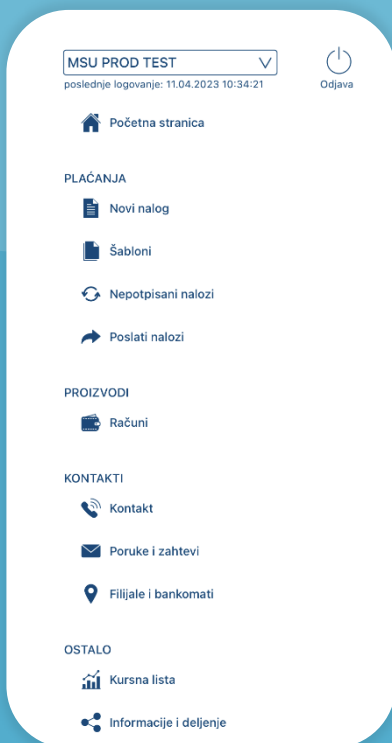 MSU PROD TEST
poslednje logovanje: 11.04.2023 10:34:21
Odjava
Početna stranica
PLAĆANJA
Novi nalog
Šabloni
Nepotpisani nalozi
Poslati nalozi
PROIZVODI
Računi
KONTAKTI
Kontakt
Poruke i zahtevi
Filijale i bankomati
OSTALO
Kursna lista
Informacije i deljenje